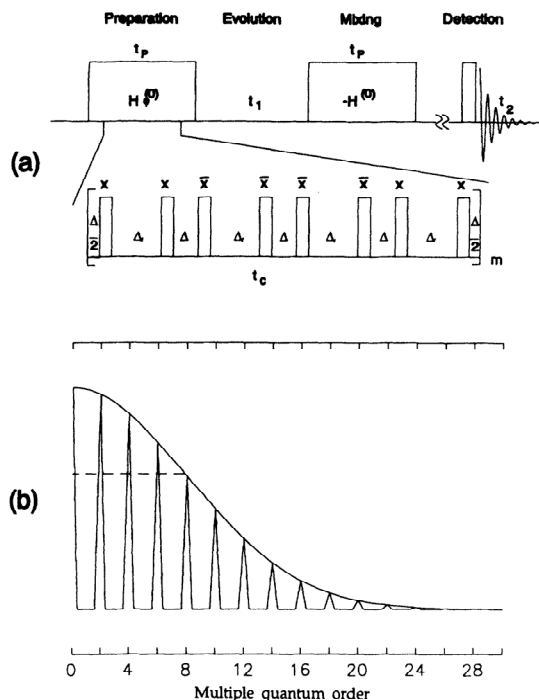 Preparation Evolution Mixing Detection
t_p t_p
H φ^(0) t_1 -H^(0) t_2
(a)
x x x̄ x̄ x̄ x̄ x x
Δ/2 Δ' Δ Δ' Δ Δ' Δ Δ' Δ/2
t_c m
(b)
0 4 8 12 16 20 24 28
Multiple quantum order